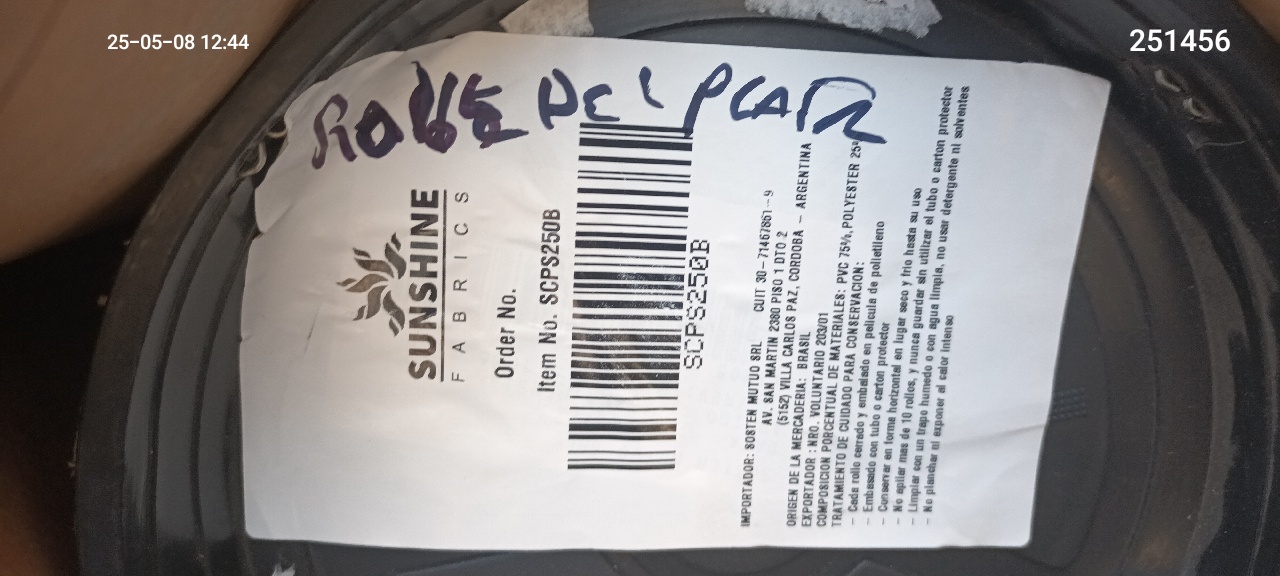 25-05-08 12:44
251456
SUNSHINE
FABRICS
Order No.
Item No. SCPS250B
SCPS250B
IMPORTADOR: SOSTEN MUTUO SRL CUIT 30-71467861-9
AV. SAN MARTIN 2380 PISO 1 DTO 2
(5152) VILLA CARLOS PAZ, CORDOBA - ARGENTINA
ORIGEN DE LA MERCADERIA: BRASIL
EXPORTADOR : NRO. VOLUNTARIO 203/01
COMPOSICION PORCENTUAL DE MATERIALES: PVC 75%, POLYESTER 25%
TRATAMIENTO DE CUIDADO PARA CONSERVACION:
- Cada rollo cerrado y embalado en pelicula de polietileno
- Embasado con tubo o carton protector
- Conservar en forma horizontal en lugar seco y frio hasta su uso
- No apilar mas de 10 rollos, y nunca guardar sin utilizar el tubo o carton protector
- Limpiar con un trapo humedo o con agua limpia, no usar detergente ni solventes
- No planchar ni exponer al calor intenso